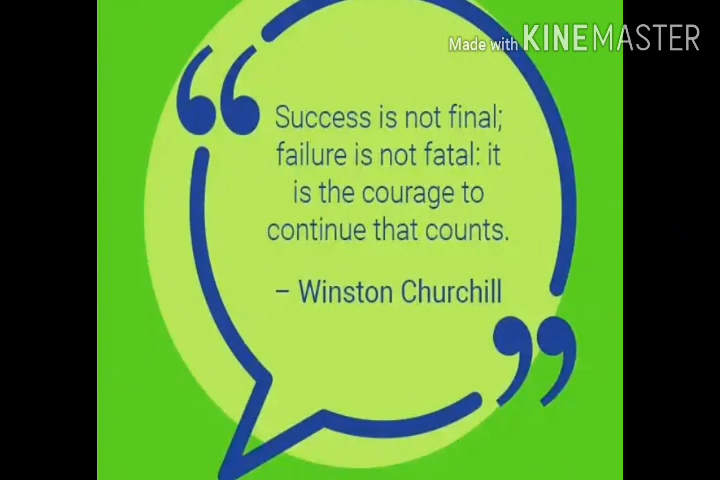 Made with KINEMASTER
Success is not final;
failure is not fatal: it
is the courage to
continue that counts.
– Winston Churchill